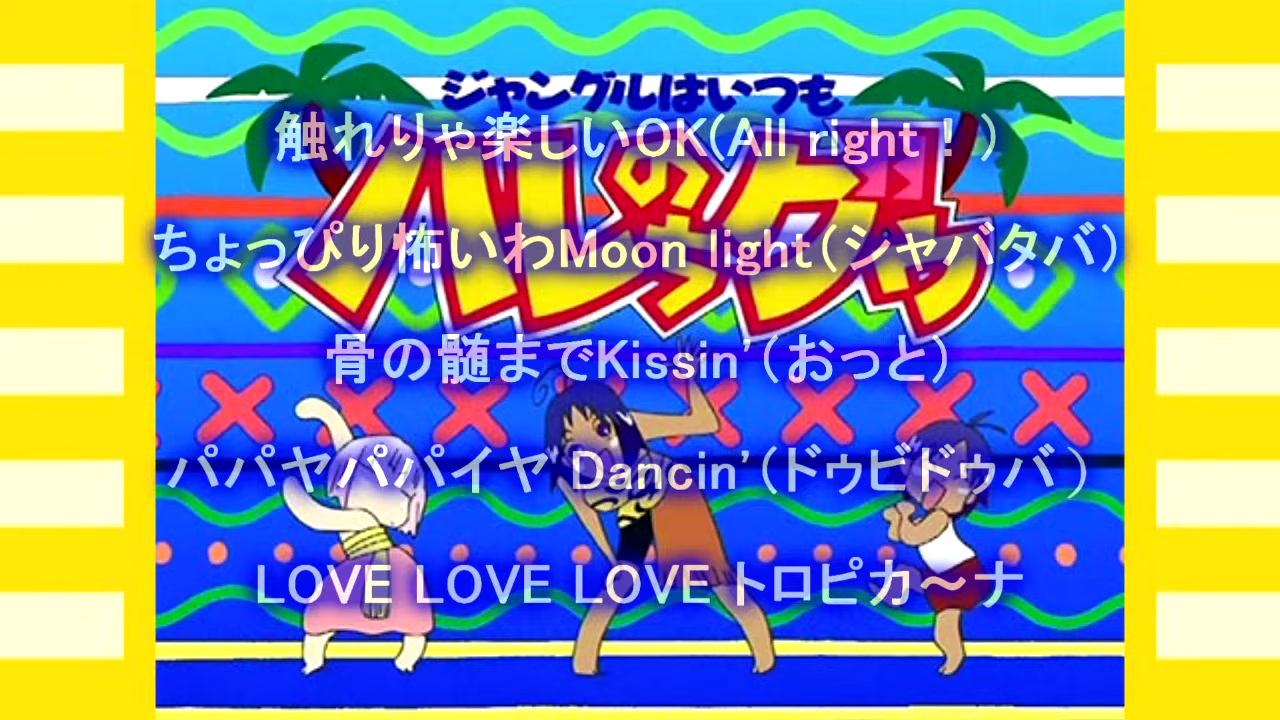 ジャングルはいつも
ハレのちグゥ
触れりゃ楽しいOK(All right！)
ちょっぴり怖いわMoon light(シャバタバ)
骨の髄までKissin'(おっと)
パパヤパパイヤ Dancin'(ドゥビドゥバ)
LOVE LOVE LOVE トロピカ〜ナ